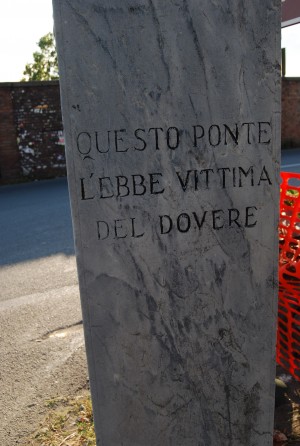 QUESTO PONTE
L'EBBE VITTIMA
DEL DOVERE